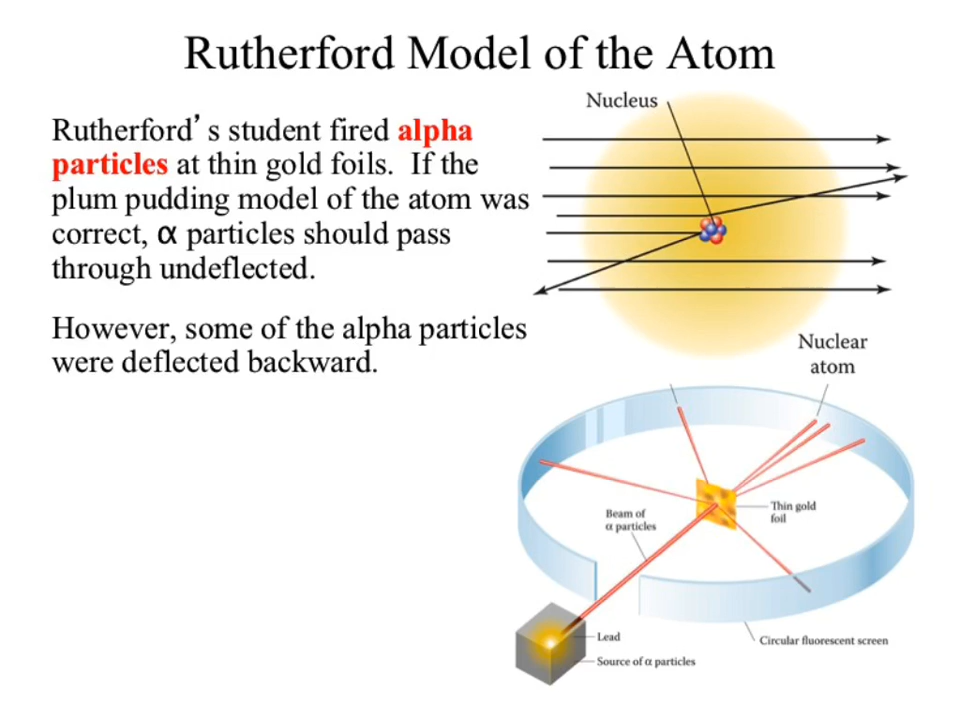 Rutherford Model of the Atom
Rutherford's student fired alpha
particles at thin gold foils.  If the
plum pudding model of the atom was
correct, α particles should pass
through undeflected.
However, some of the alpha particles
were deflected backward.
Nucleus
Nuclear
atom
Beam of
α particles
Thin gold
foil
Lead
Source of α particles
Circular fluorescent screen